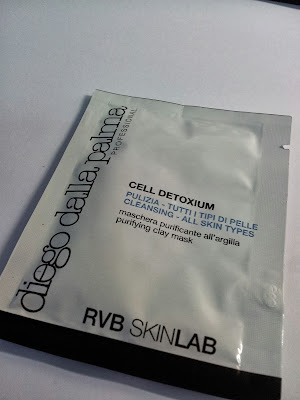 diego dalla palma
PROFESSIONAL
CELL DETOXIUM
PULIZIA - TUTTI I TIPI DI PELLE
CLEANSING - ALL SKIN TYPES
maschera purificante all'argilla
purifying clay mask
RVB SKINLAB